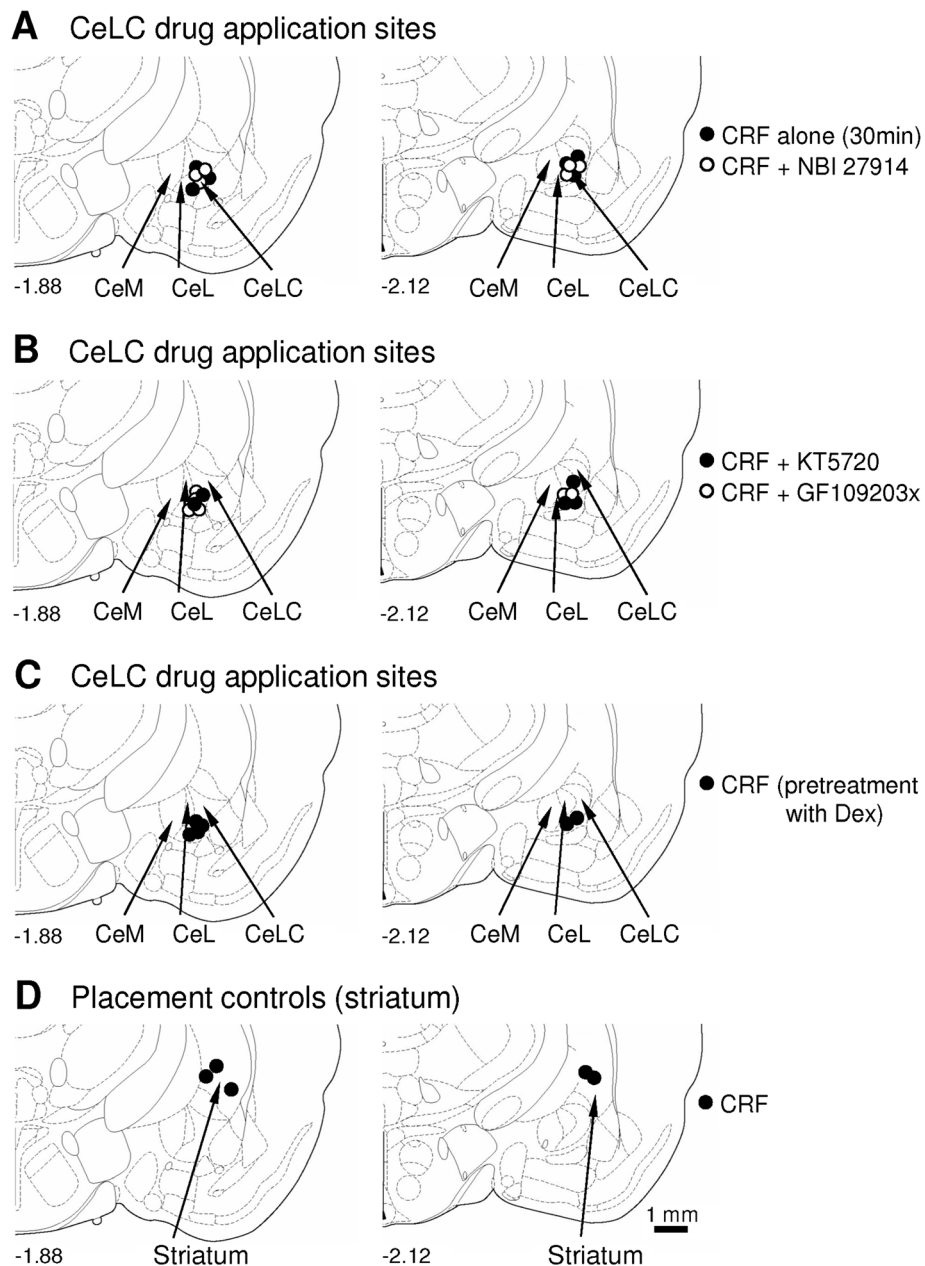 A CeLC drug application sites
CRF alone (30min)
CRF + NBI 27914
-1.88 CeM CeL CeLC
-2.12 CeM CeL CeLC
B CeLC drug application sites
CRF + KT5720
CRF + GF109203x
-1.88 CeM CeL CeLC
-2.12 CeM CeL CeLC
C CeLC drug application sites
CRF (pretreatment
with Dex)
-1.88 CeM CeL CeLC
-2.12 CeM CeL CeLC
D Placement controls (striatum)
CRF
1 mm
-1.88 Striatum
-2.12 Striatum